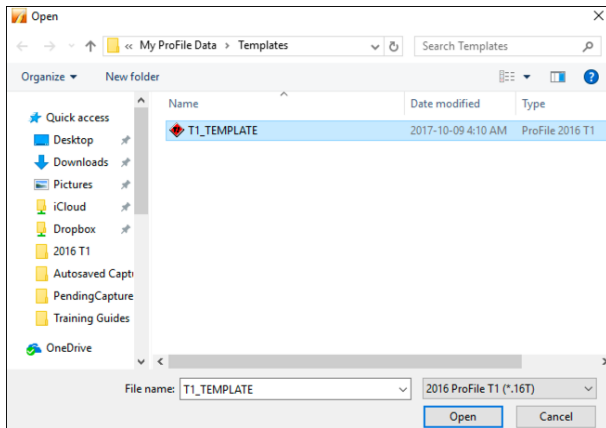 Open
« My ProFile Data > Templates
Search Templates
Organize
New folder
Name
Date modified
Type
Quick access
Desktop
Downloads
Pictures
iCloud
Dropbox
2016 T1
Autosaved Captu
PendingCapture
Training Guides
OneDrive
T1_TEMPLATE
2017-10-09 4:10 AM
ProFile 2016 T1
File name:
T1_TEMPLATE
2016 ProFile T1 (*.16T)
Open
Cancel